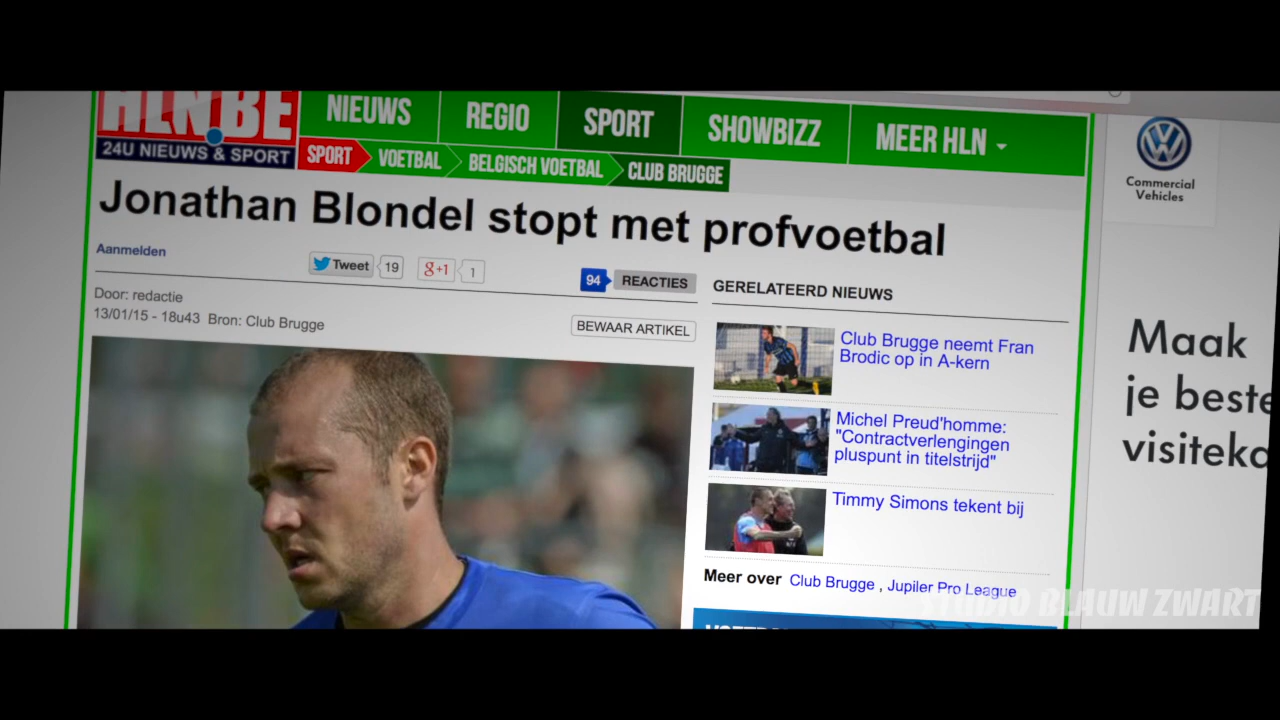 HLN.BE
24U NIEUWS & SPORT
NIEUWS
REGIO
SPORT
SHOWBIZZ
MEER HLN
SPORT
VOETBAL
BELGISCH VOETBAL
CLUB BRUGGE
Jonathan Blondel stopt met profvoetbal
Aanmelden
Tweet 19
g+1 1
94 REACTIES
Door: redactie
13/01/15 - 18u43 Bron: Club Brugge
BEWAAR ARTIKEL
GERELATEERD NIEUWS
Club Brugge neemt Fran
Brodic op in A-kern
Michel Preud'homme:
"Contractverlengingen
pluspunt in titelstrijd"
Timmy Simons tekent bij
Meer over Club Brugge , Jupiler Pro League
Commercial
Vehicles
Maak
je beste
visiteka
STUDIO BLAUW ZWART